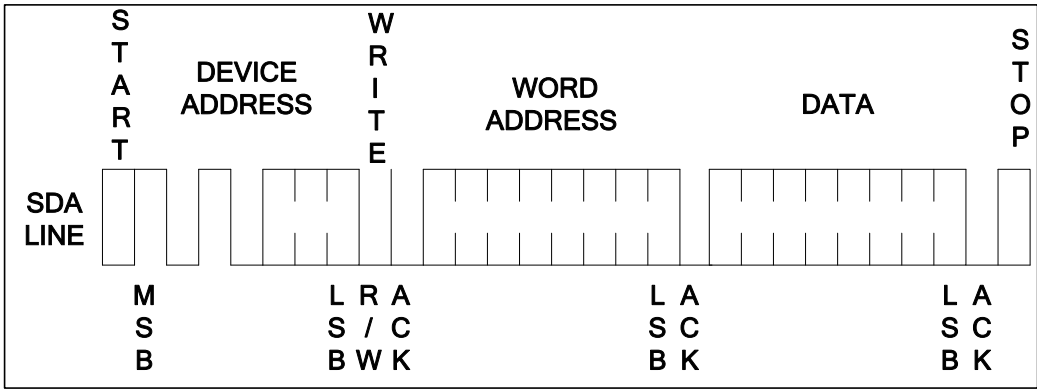 START
DEVICE
ADDRESS
WRITE
WORD
ADDRESS
DATA
STOP
SDA
LINE
MSB
LSB
R/W
ACK
LSB
ACK
LSB
ACK